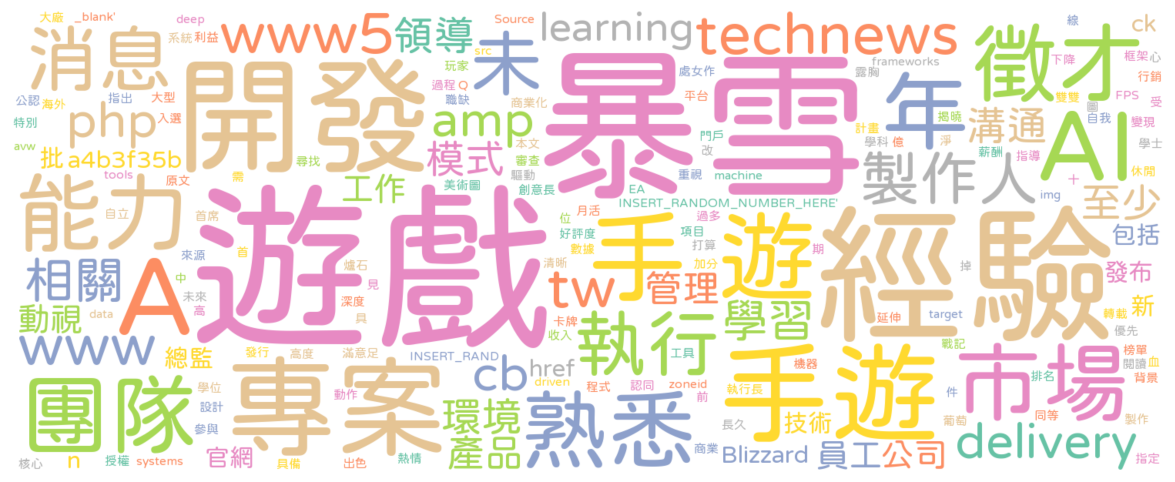 大廠 _blank' deep Source learning technews 徵才 線 ck
系統 利益 www5 領導 src 未 frameworks 下降 框架 心
消息 開發 玩家 處女作 暴雪 露胸 年 行銷
公認 海外 指出 大型 過程 Q 職缺 商業化 平台 揭曉 雙雙 FPS 受
特別 php 入選 amp 本文 門戶 計畫 溝通 圖 自我 變現
avw 批 a4b3f35b 尋找 模式 審查 改 學科 億 淨 AI 學士
tools 原文 需 工作 驅動 重視 machine 製作人 薪酬 指導 休閒
能力 美術圖 創意長 EA INSERT_RANDOM_NUMBER_HERE' 十 img 至少
自立 首席 遊戲 位 月活 過多 項目 經驗 包括
來源 首 好評度 手遊 打算 期
相關 A 中 爐石 數據 清晰 加分 掉 發布
未來 見 tw 管理 高 深度 轉載 新
動視 data 具 卡牌 學習 延伸 target 優先
www 發行 高度 滿意足 收入 執行 戰記
總監 INSERT_RAND cb href 工具 手遊 機器 市場 榜單 閱讀 血
團隊 專案 學位 driven 程式 認同 zoneid 排名 背景
設計 動作 環境 熟悉 前 執行長 技術 件 同等 製作
參與 長久 葡萄 delivery
核心 n 授權 systems 官網 具備 出色 熱情 產品 商業 Blizzard 員工 公司 指定